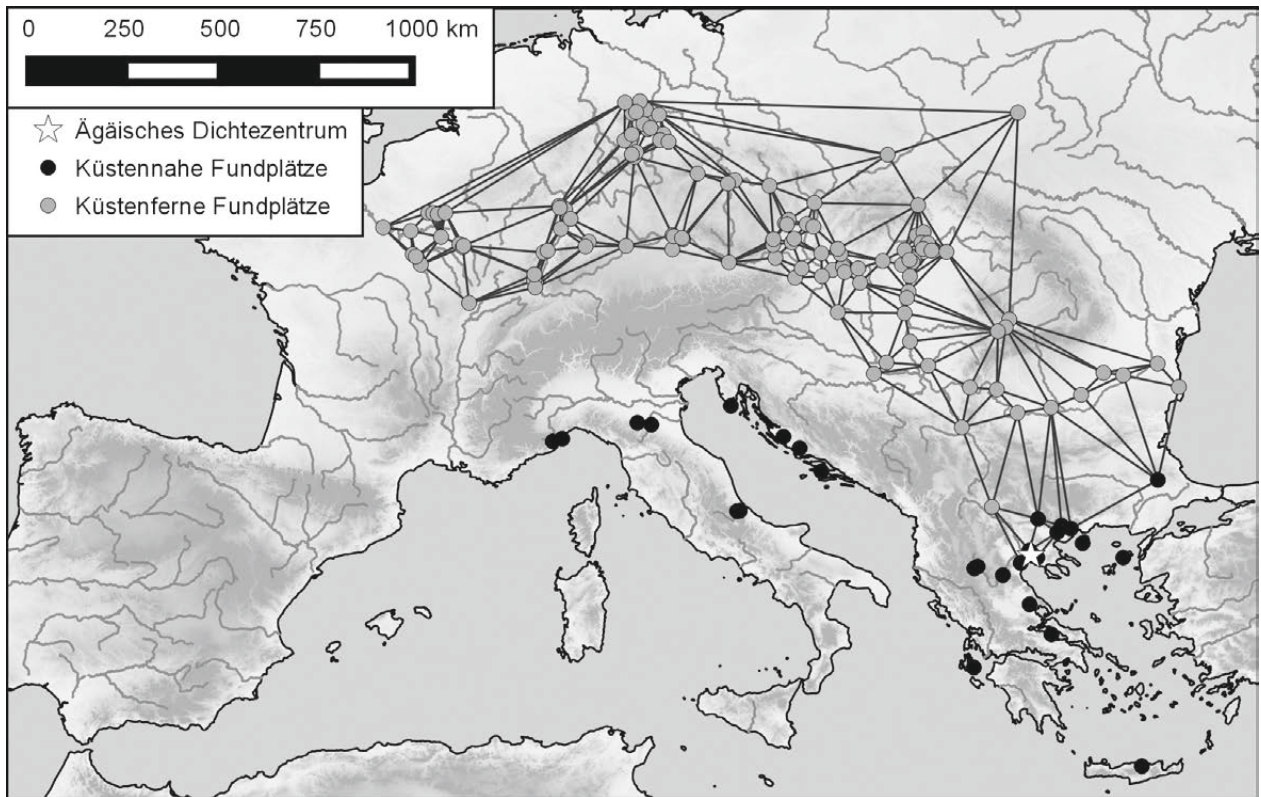 0 250 500 750 1000 km
Ägäisches Dichtezentrum
Küstennahe Fundplätze
Küstenferne Fundplätze